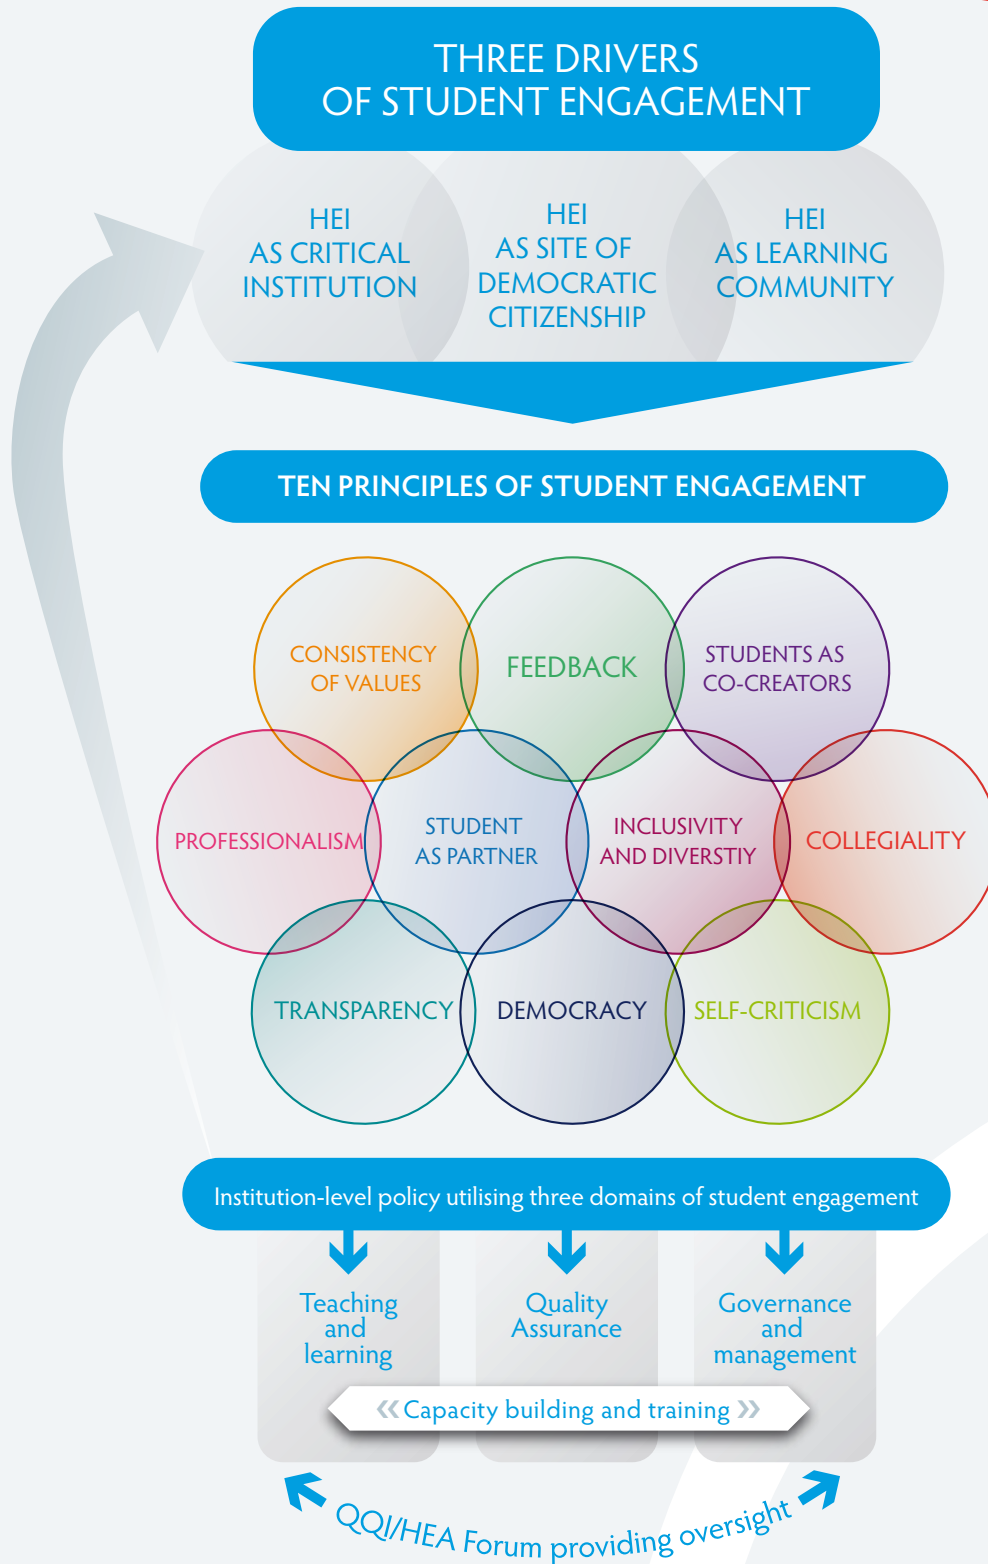 THREE DRIVERS
OF STUDENT ENGAGEMENT
HEI
AS CRITICAL
INSTITUTION
HEI
AS SITE OF
DEMOCRATIC
CITIZENSHIP
HEI
AS LEARNING
COMMUNITY
TEN PRINCIPLES OF STUDENT ENGAGEMENT
CONSISTENCY
OF VALUES
FEEDBACK
STUDENTS AS
CO-CREATORS
PROFESSIONALISM
STUDENT
AS PARTNER
INCLUSIVITY
AND DIVERSTIY
COLLEGIALITY
TRANSPARENCY
DEMOCRACY
SELF-CRITICISM
Institution-level policy utilising three domains of student engagement
Teaching
and
learning
Quality
Assurance
Governance
and
management
« Capacity building and training »
QQI/HEA Forum providing oversight